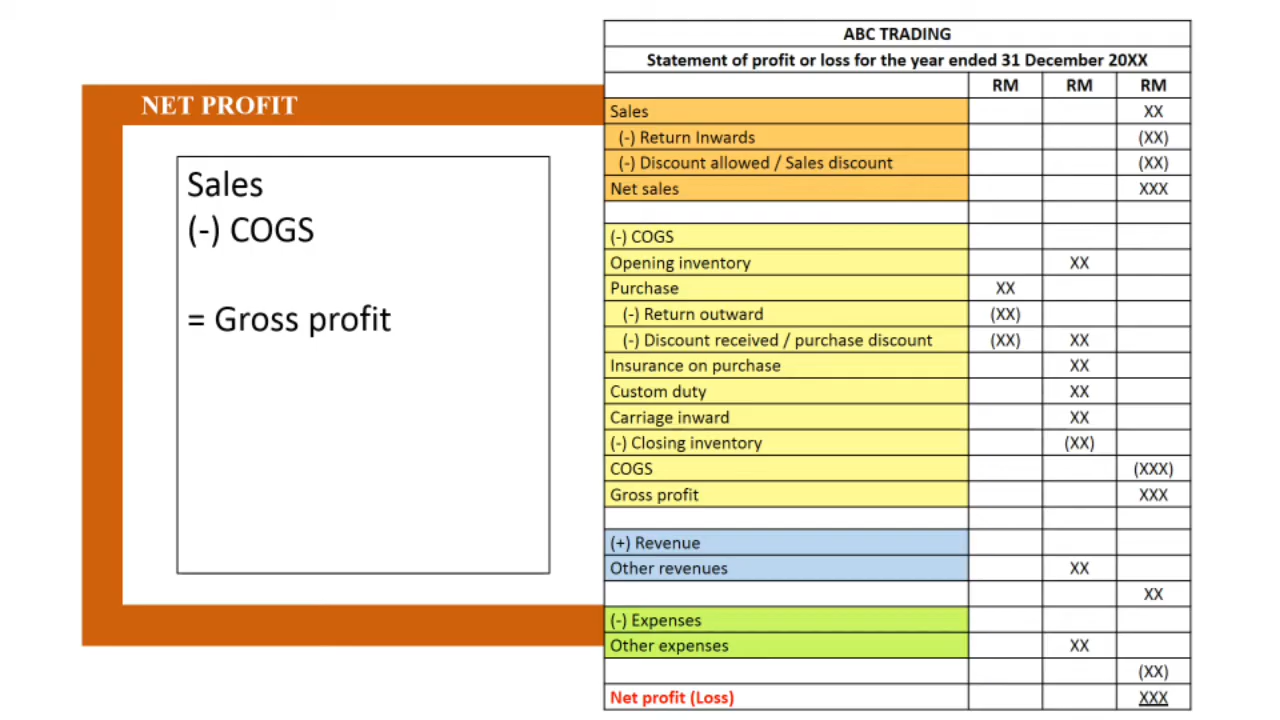 NET PROFIT
Sales
(-) COGS
= Gross profit
ABC TRADING
Statement of profit or loss for the year ended 31 December 20XX
RM RM RM
Sales XX
(-) Return Inwards (XX)
(-) Discount allowed / Sales discount (XX)
Net sales XXX
(-) COGS
Opening inventory XX
Purchase XX
(-) Return outward (XX)
(-) Discount received / purchase discount (XX) XX
Insurance on purchase XX
Custom duty XX
Carriage inward XX
(-) Closing inventory (XX)
COGS (XXX)
Gross profit XXX
(+) Revenue
Other revenues XX
XX
(-) Expenses
Other expenses XX
(XX)
Net profit (Loss) XXX